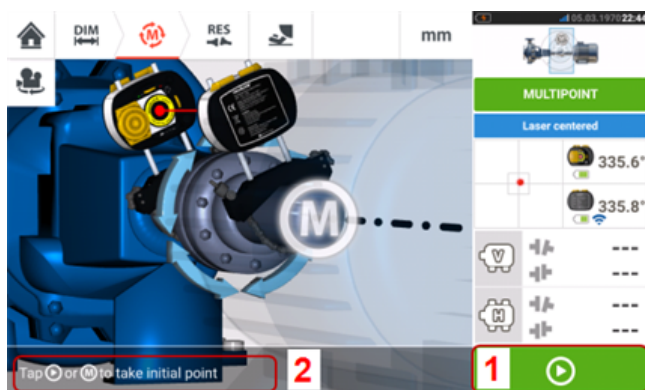 DIM
M
RES
mm
05.03.1970 22:44
MULTIPOINT
Laser centered
335.6°
335.8°
M
V
---
---
H
---
---
Tap or M to take initial point
2
1